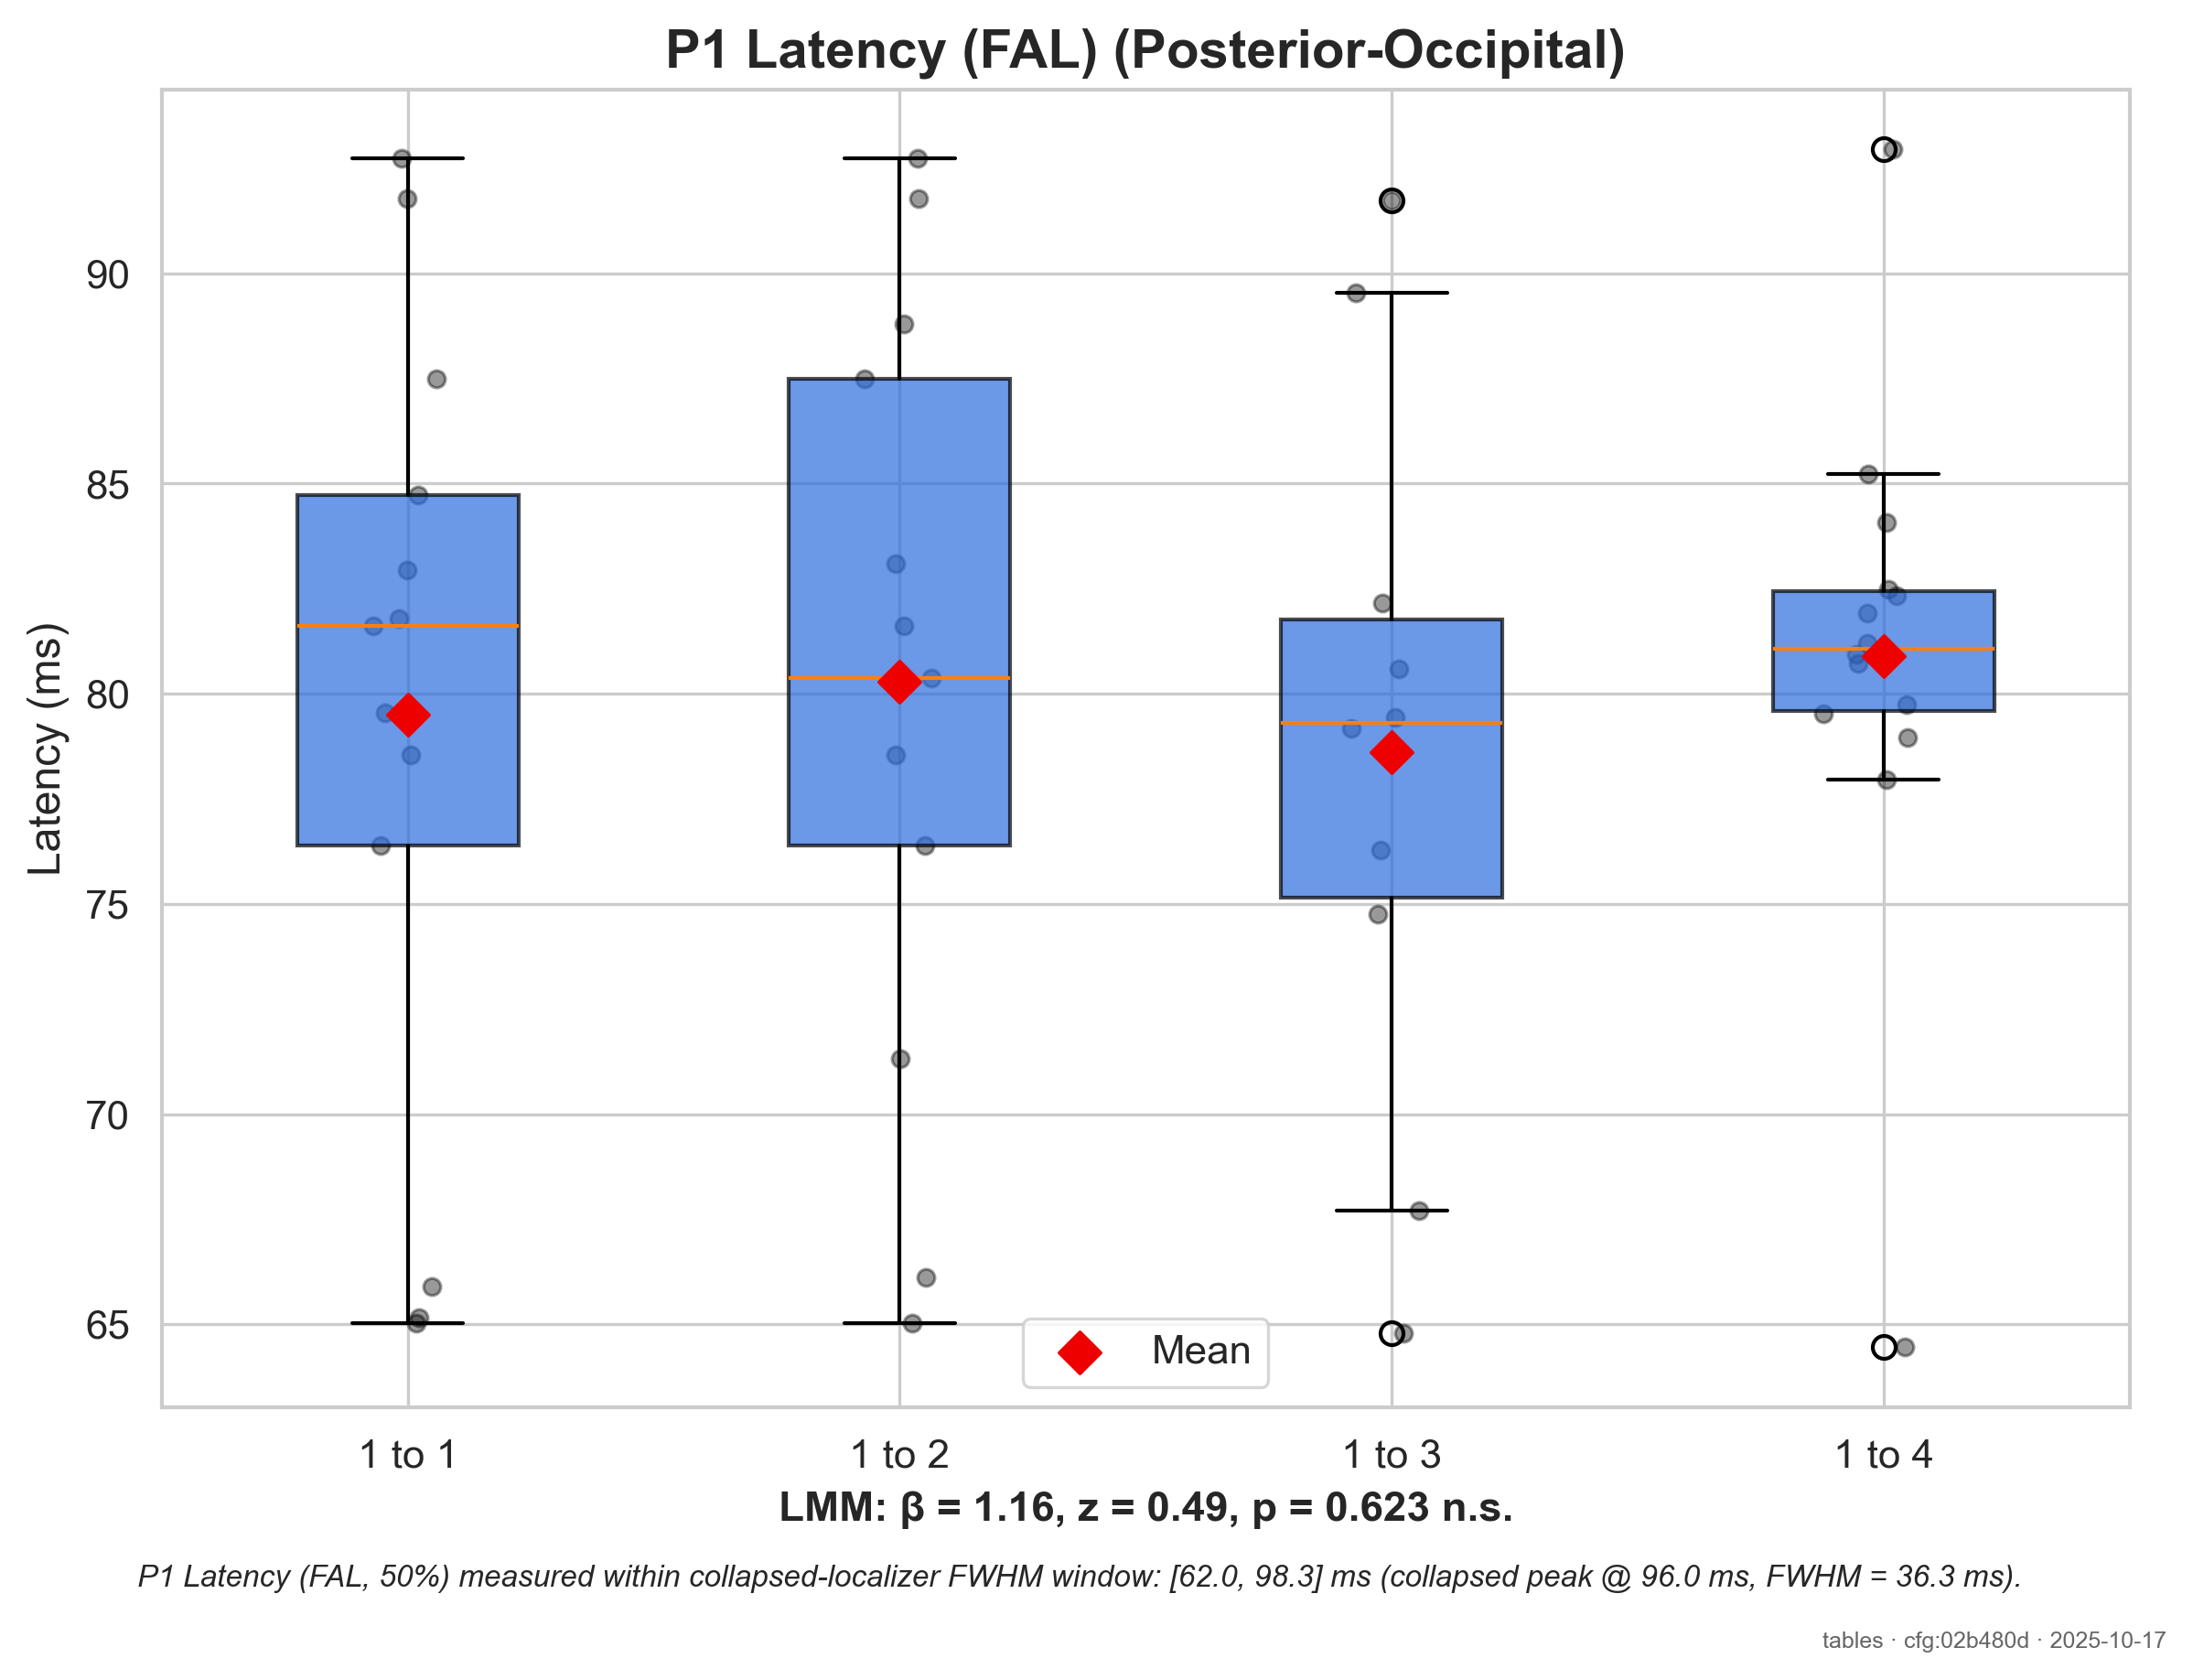 P1 Latency (FAL) (Posterior-Occipital)
Latency (ms)
90
85
80
75
70
65
Mean
1 to 1
1 to 2
1 to 3
1 to 4
LMM: β = 1.16, z = 0.49, p = 0.623 n.s.
P1 Latency (FAL, 50%) measured within collapsed-localizer FWHM window: [62.0, 98.3] ms (collapsed peak @ 96.0 ms, FWHM = 36.3 ms).
tables · cfg:02b480d · 2025-10-17